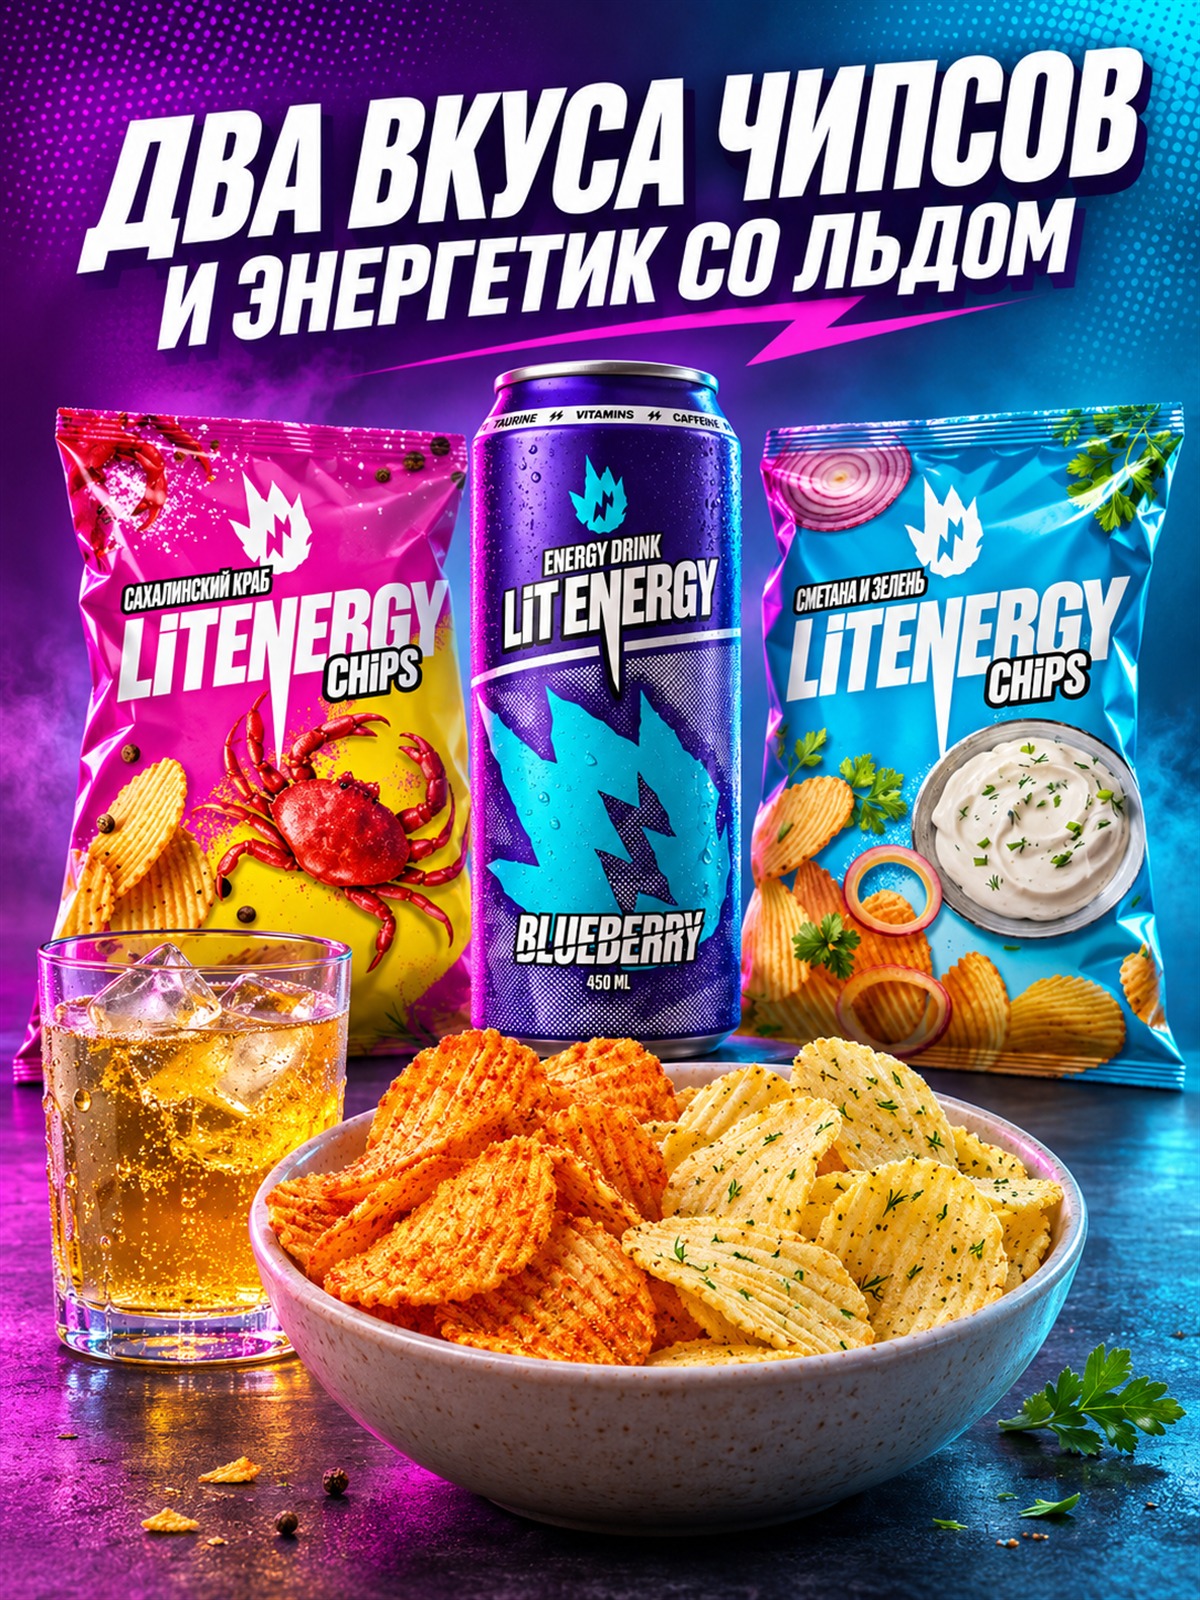 ДВА ВКУСА ЧИПСОВ
И ЭНЕРГЕТИК СО ЛЬДОМ
TAURINE VITAMINS CAFFEINE
ENERGY DRINK
LiT ENERGY
BLUEBERRY
450 ML
САХАЛИНСКИЙ КРАБ
LiTENERGY
CHiPS
СМЕТАНА И ЗЕЛЕНЬ
LiTENERGY
CHiPS